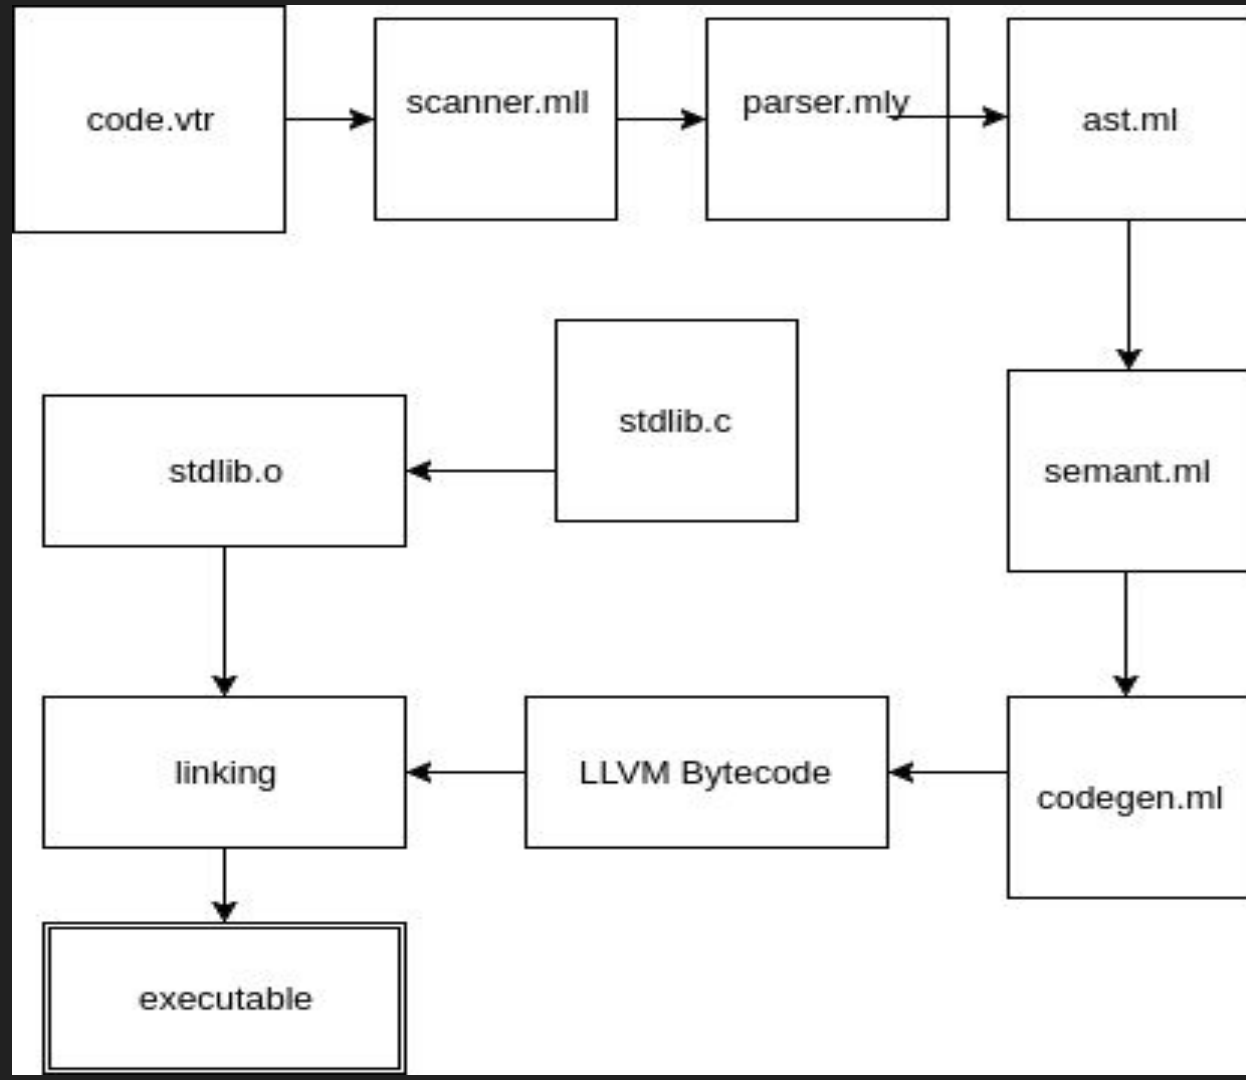 code.vtr
scanner.mll
parser.mly
ast.ml
stdlib.c
stdlib.o
semant.ml
linking
LLVM Bytecode
codegen.ml
executable